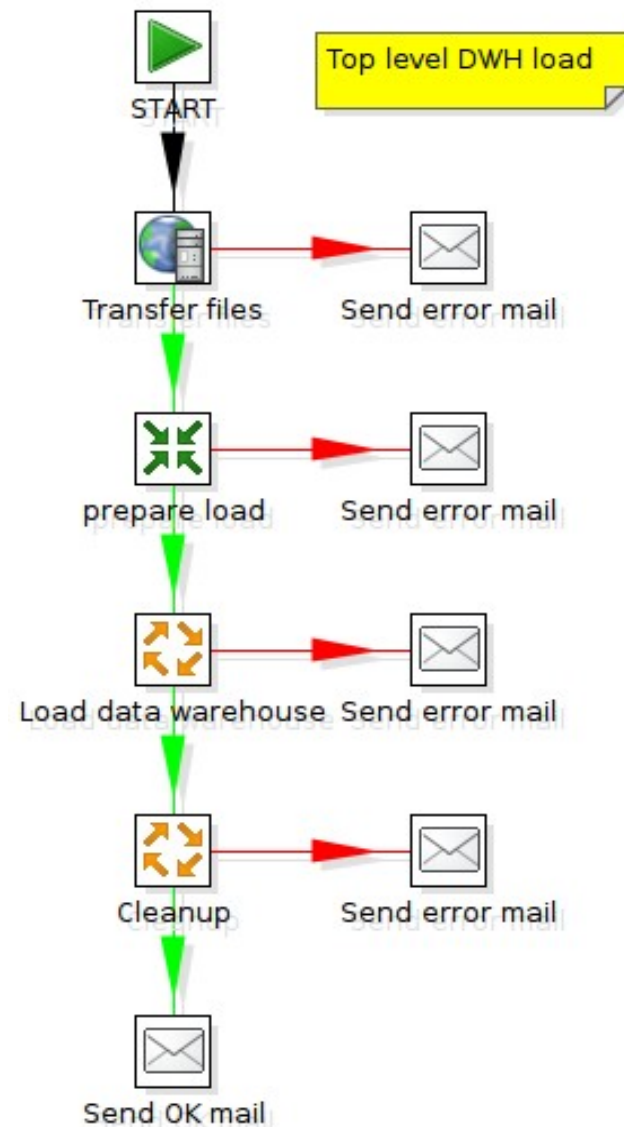 Top level DWH load
START
Transfer files
Send error mail
prepare load
Send error mail
Load data warehouse
Send error mail
Cleanup
Send error mail
Send OK mail